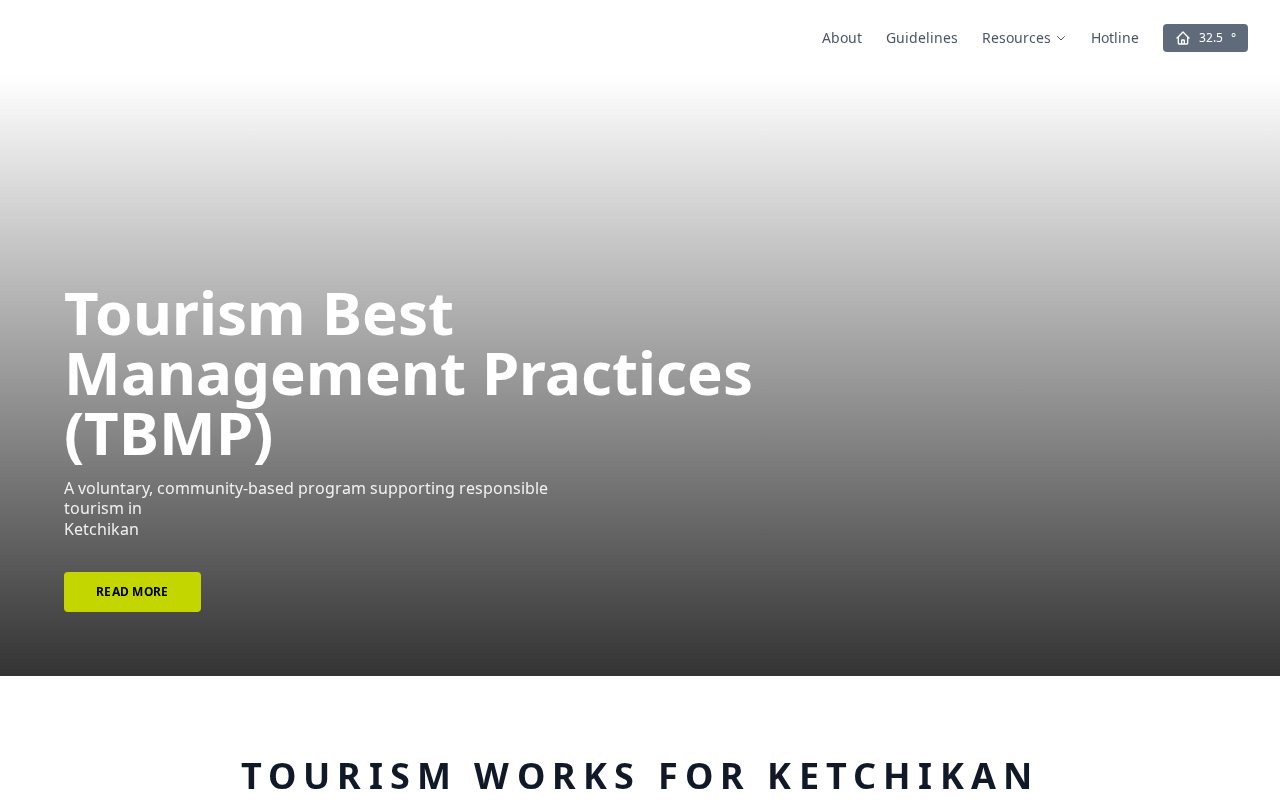 About Guidelines Resources Hotline 32.5 °
Tourism Best
Management Practices
(TBMP)
A voluntary, community-based program supporting responsible
tourism in
Ketchikan
READ MORE
TOURISM WORKS FOR KETCHIKAN